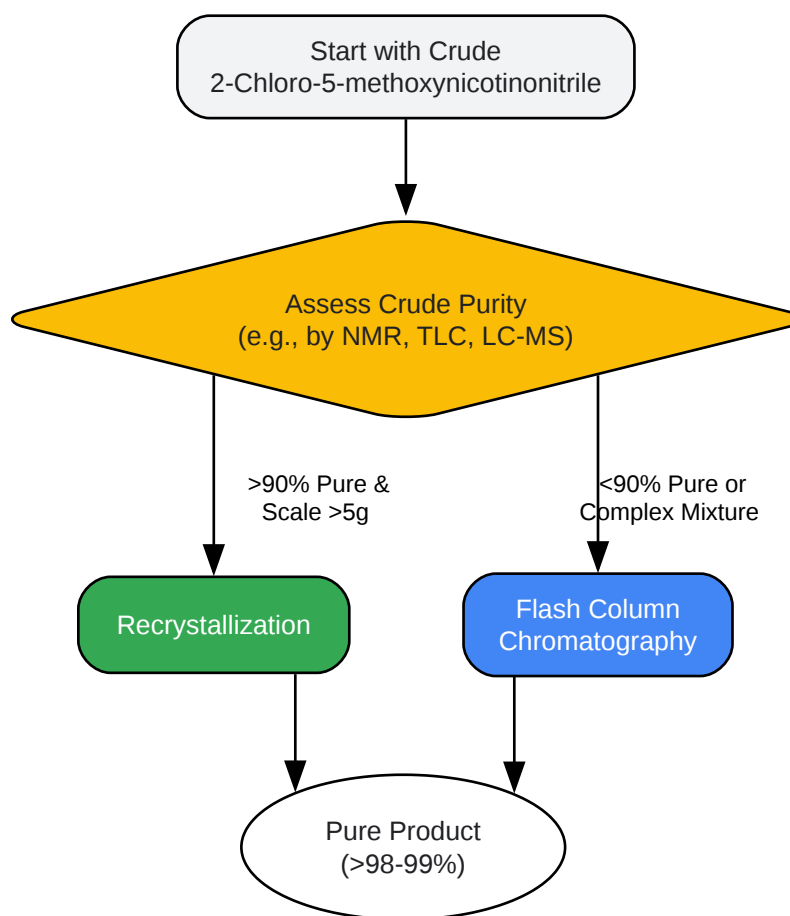 Start with Crude
2-Chloro-5-methoxynicotinonitrile
Assess Crude Purity
(e.g., by NMR, TLC, LC-MS)
>90% Pure &
Scale >5g
<90% Pure or
Complex Mixture
Recrystallization
Flash Column
Chromatography
Pure Product
(>98-99%)